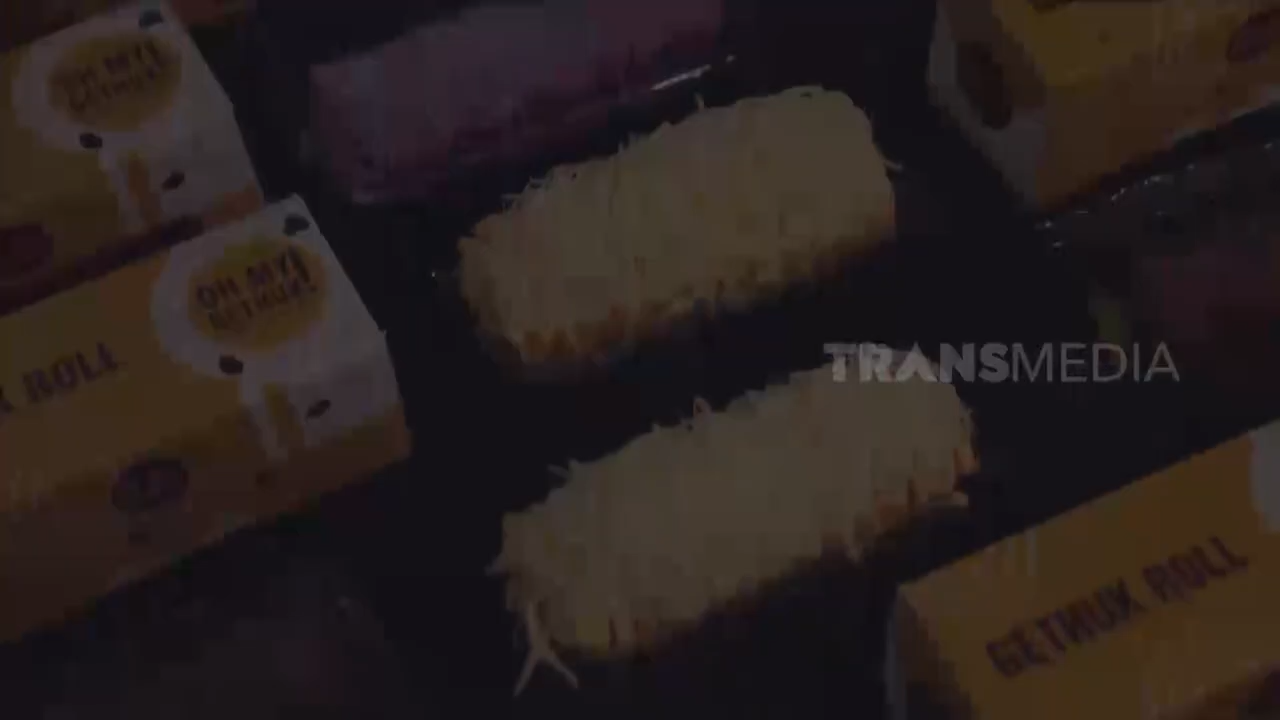 OH MY!
GETHUK!
OH MY!
GETHUK!
ROLL
TRANSMEDIA
GETHUK ROLL